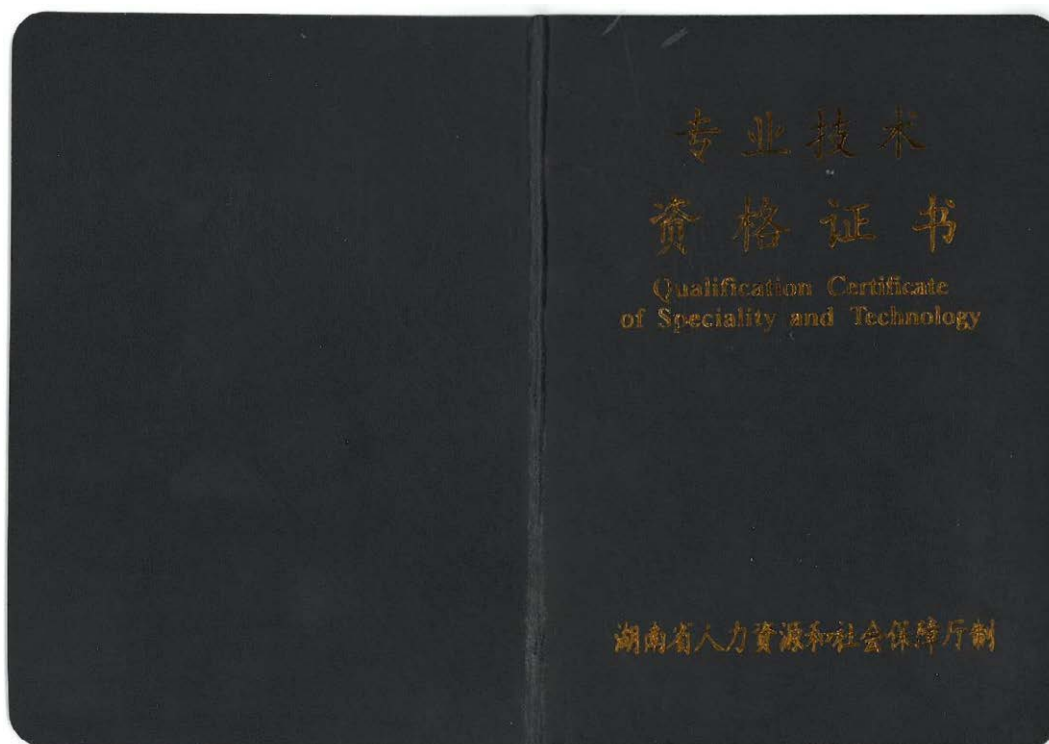 专业技术
资格证书
Qualification Certificate
of Speciality and Technology
湖南省人力資源和社会保障厅制